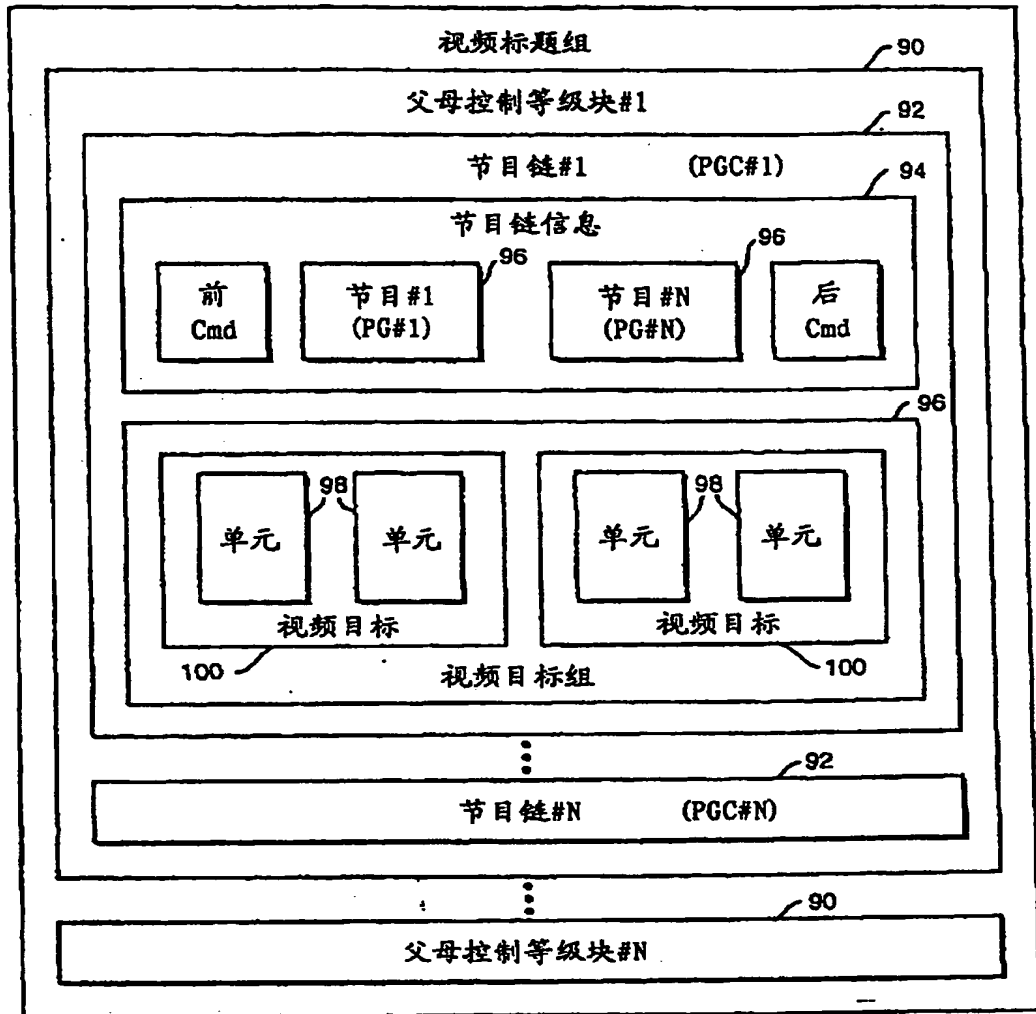 视频标题组
90
父母控制等级块#1
92
节目链#1 (PGC#1)
94
节目链信息
96 96
前 节目#1 节目#N 后
Cmd (PG#1) (PG#N) Cmd
96
98 98
单元 单元 单元 单元
视频目标 视频目标
100 100
视频目标组
92
节目链#N (PGC#N)
90
父母控制等级块#N